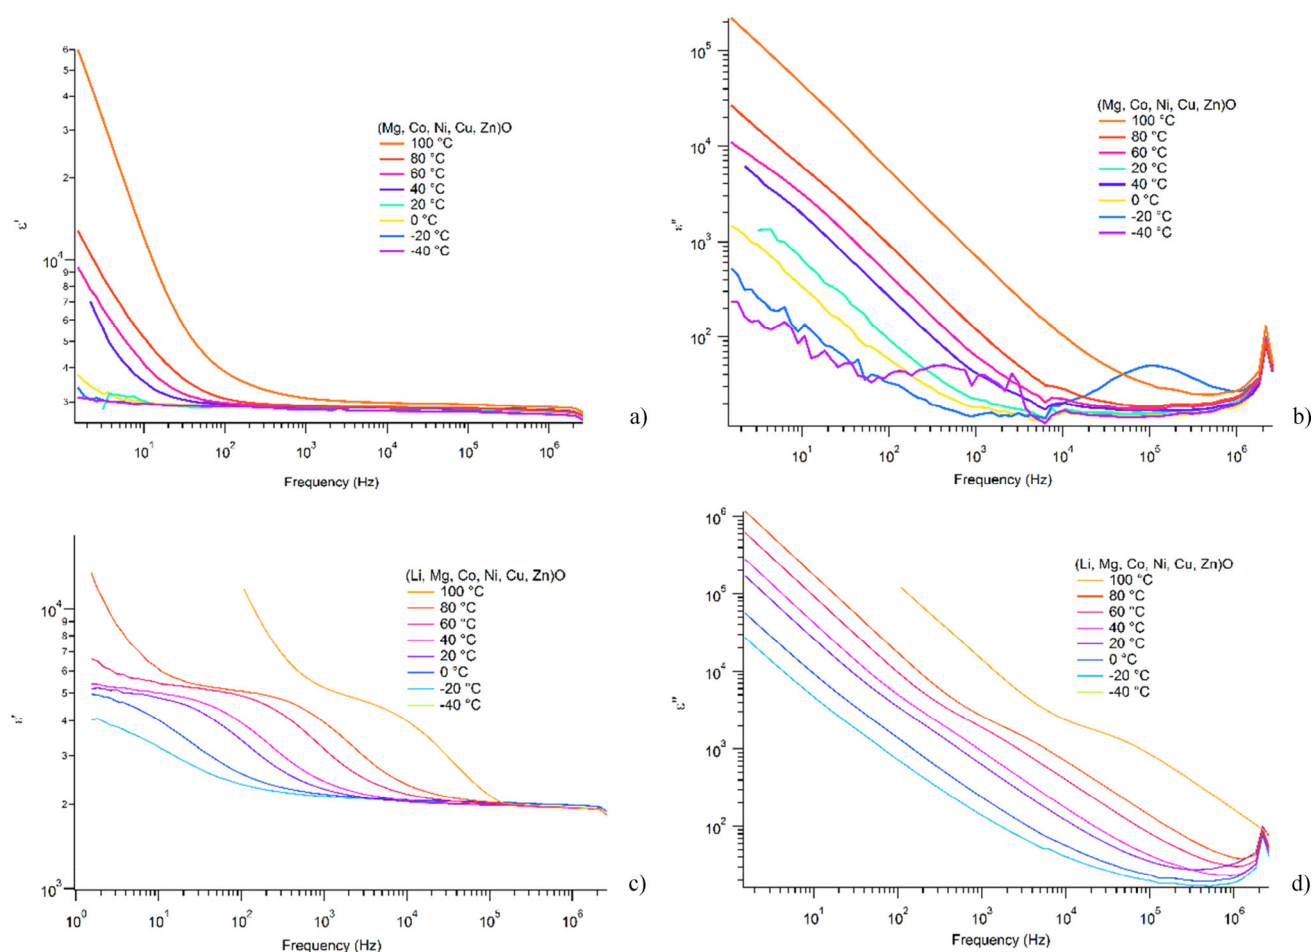 6
5
4
3
2
10⁴
9
8
7
6
5
4
3
ε'
(Mg, Co, Ni, Cu, Zn)O
100 °C
80 °C
60 °C
40 °C
20 °C
0 °C
-20 °C
-40 °C
10¹ 10² 10³ 10⁴ 10⁵ 10⁶
Frequency (Hz)
a)
10⁵
10⁴
10³
10²
ε"
(Mg, Co, Ni, Cu, Zn)O
100 °C
80 °C
60 °C
20 °C
40 °C
0 °C
-20 °C
-40 °C
10¹ 10² 10³ 10⁴ 10⁵ 10⁶
Frequency (Hz)
b)
10⁴
9
8
7
6
5
4
3
2
10³
ε'
(Li, Mg, Co, Ni, Cu, Zn)O
100 °C
80 °C
60 °C
40 °C
20 °C
0 °C
-20 °C
-40 °C
10⁰ 10¹ 10² 10³ 10⁴ 10⁵ 10⁶
Frequency (Hz)
c)
10⁶
10⁵
10⁴
10³
10²
ε"
(Li, Mg, Co, Ni, Cu, Zn)O
100 °C
80 °C
60 °C
40 °C
20 °C
0 °C
-20 °C
-40 °C
10¹ 10² 10³ 10⁴ 10⁵ 10⁶
Frequency (Hz)
d)